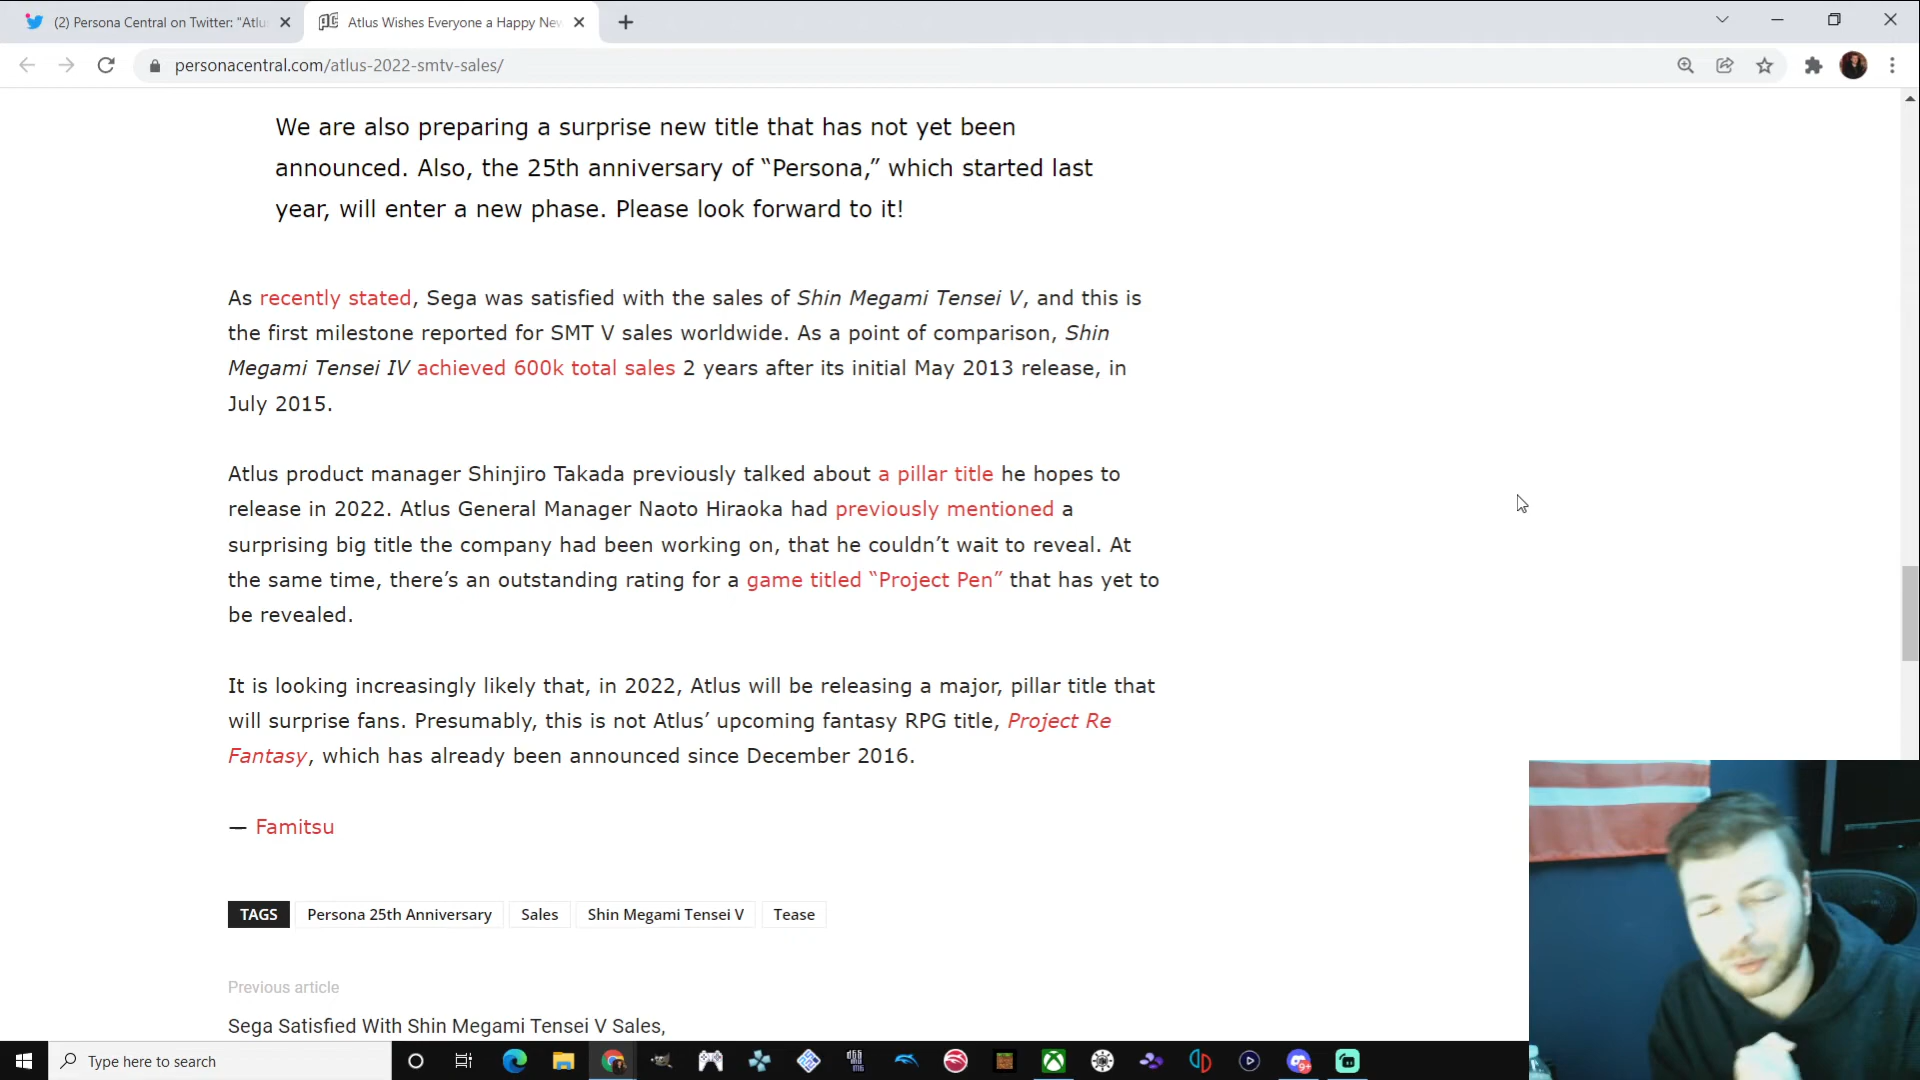 (2) Persona Central on Twitter: "Atlu
Atlus Wishes Everyone a Happy New
personacentral.com/atlus-2022-smtv-sales/
We are also preparing a surprise new title that has not yet been
announced. Also, the 25th anniversary of “Persona,” which started last
year, will enter a new phase. Please look forward to it!
As recently stated, Sega was satisfied with the sales of Shin Megami Tensei V, and this is
the first milestone reported for SMT V sales worldwide. As a point of comparison, Shin
Megami Tensei IV achieved 600k total sales 2 years after its initial May 2013 release, in
July 2015.
Atlus product manager Shinjiro Takada previously talked about a pillar title he hopes to
release in 2022. Atlus General Manager Naoto Hiraoka had previously mentioned a
surprising big title the company had been working on, that he couldn’t wait to reveal. At
the same time, there’s an outstanding rating for a game titled “Project Pen” that has yet to
be revealed.
It is looking increasingly likely that, in 2022, Atlus will be releasing a major, pillar title that
will surprise fans. Presumably, this is not Atlus’ upcoming fantasy RPG title, Project Re
Fantasy, which has already been announced since December 2016.
— Famitsu
TAGS Persona 25th Anniversary Sales Shin Megami Tensei V Tease
Previous article
Sega Satisfied With Shin Megami Tensei V Sales,
Type here to search